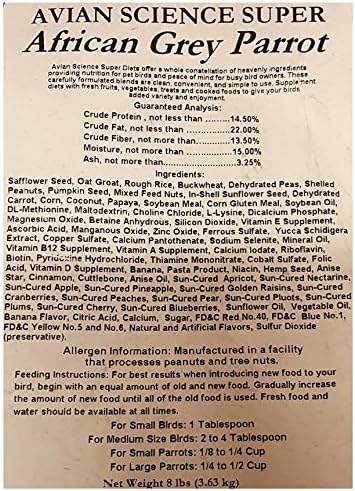 AVIAN SCIENCE SUPER
African Grey Parrot
Avian Science Super Diets offer a whole constellation of heavenly ingredients
providing nutrition for pet birds and peace of mind for busy bird owners. These
carefully formulated blends are clean, convenient, and simple to use. Supplement
diets with fresh fruits, vegetables, treats and cooked foods to give your birds
added variety and enjoyment.
Guaranteed Analysis:
Crude Protein , not less than ........14.50%
Crude Fat, not less than .........22.00%
Crude Fiber, not more than........13.50%
Moisture, not more than ...........15.00%
Ash, not more than...................3.25%
Ingredients:
Safflower Seed, Oat Groat, Rough Rice, Buckwheat, Dehydrated Peas, Shelled
Peanuts, Pumpkin Seed, Mixed Feed Nuts, In-Shell Sunflower Seed, Dehydrated
Carrot, Corn, Coconut, Papaya, Soybean Meal, Corn Gluten Meal, Soybean Oil,
DL-Methionine, Maltodextrin, Choline Chloride, L-Lysine, Dicalcium Phosphate,
Magnesium Oxide, Betaine Anhydrous, Silicon Dioxide, Vitamin E Supplement,
Ascorbic Acid, Manganous Oxide, Zinc Oxide, Ferrous Sulfate, Yucca Schidigera
Extract, Copper Sulfate, Calcium Pantothenate, Sodium Selenite, Mineral Oil,
Vitamin B12 Supplement, Vitamin A Supplement, Calcium Iodate, Riboflavin,
Biotin, Pyridoxine Hydrochloride, Thiamine Mononitrate, Cobalt Sulfate, Folic
Acid, Vitamin D Supplement, Banana, Pasta Product, Niacin, Hemp Seed, Anise
Star, Cinnamon, Cuttlebone, Anise Oil, Sun-Cured Apricot, Sun-Cured Nectarine,
Sun-Cured Apple, Sun-Cured Pineapple, Sun-Cured Golden Raisins, Sun-Cured
Cranberries, Sun-Cured Peaches, Sun-Cured Pear, Sun-Cured Pluots, Sun-Cured
Plums, Sun-Cured Cherry, Sun-Cured Blueberries, Sunflower Oil, Vegetable Oil,
Banana Flavor, Citric Acid, Calcium, Sugar, FD&C Red No.40, FD&C Blue No.1,
FD&C Yellow No.5 and No.6, Natural and Artificial Flavors, Sulfur Dioxide
(preservative).
Allergen Information: Manufactured in a facility
that processes peanuts and tree nuts.
Feeding Instructions: For best results when introducing new food to your
bird, begin with an equal amount of old and new food. Gradually increase
the amount of new food until all of the old food is used. Fresh food and
water should be available at all times.
For Small Birds: 1 Tablespoon
For Medium Size Birds: 2 to 4 Tablespoon
For Small Parrots: 1/8 to 1/4 Cup
For Large Parrots: 1/4 to 1/2 Cup
Net Weight 8 lbs (3.63 kg)